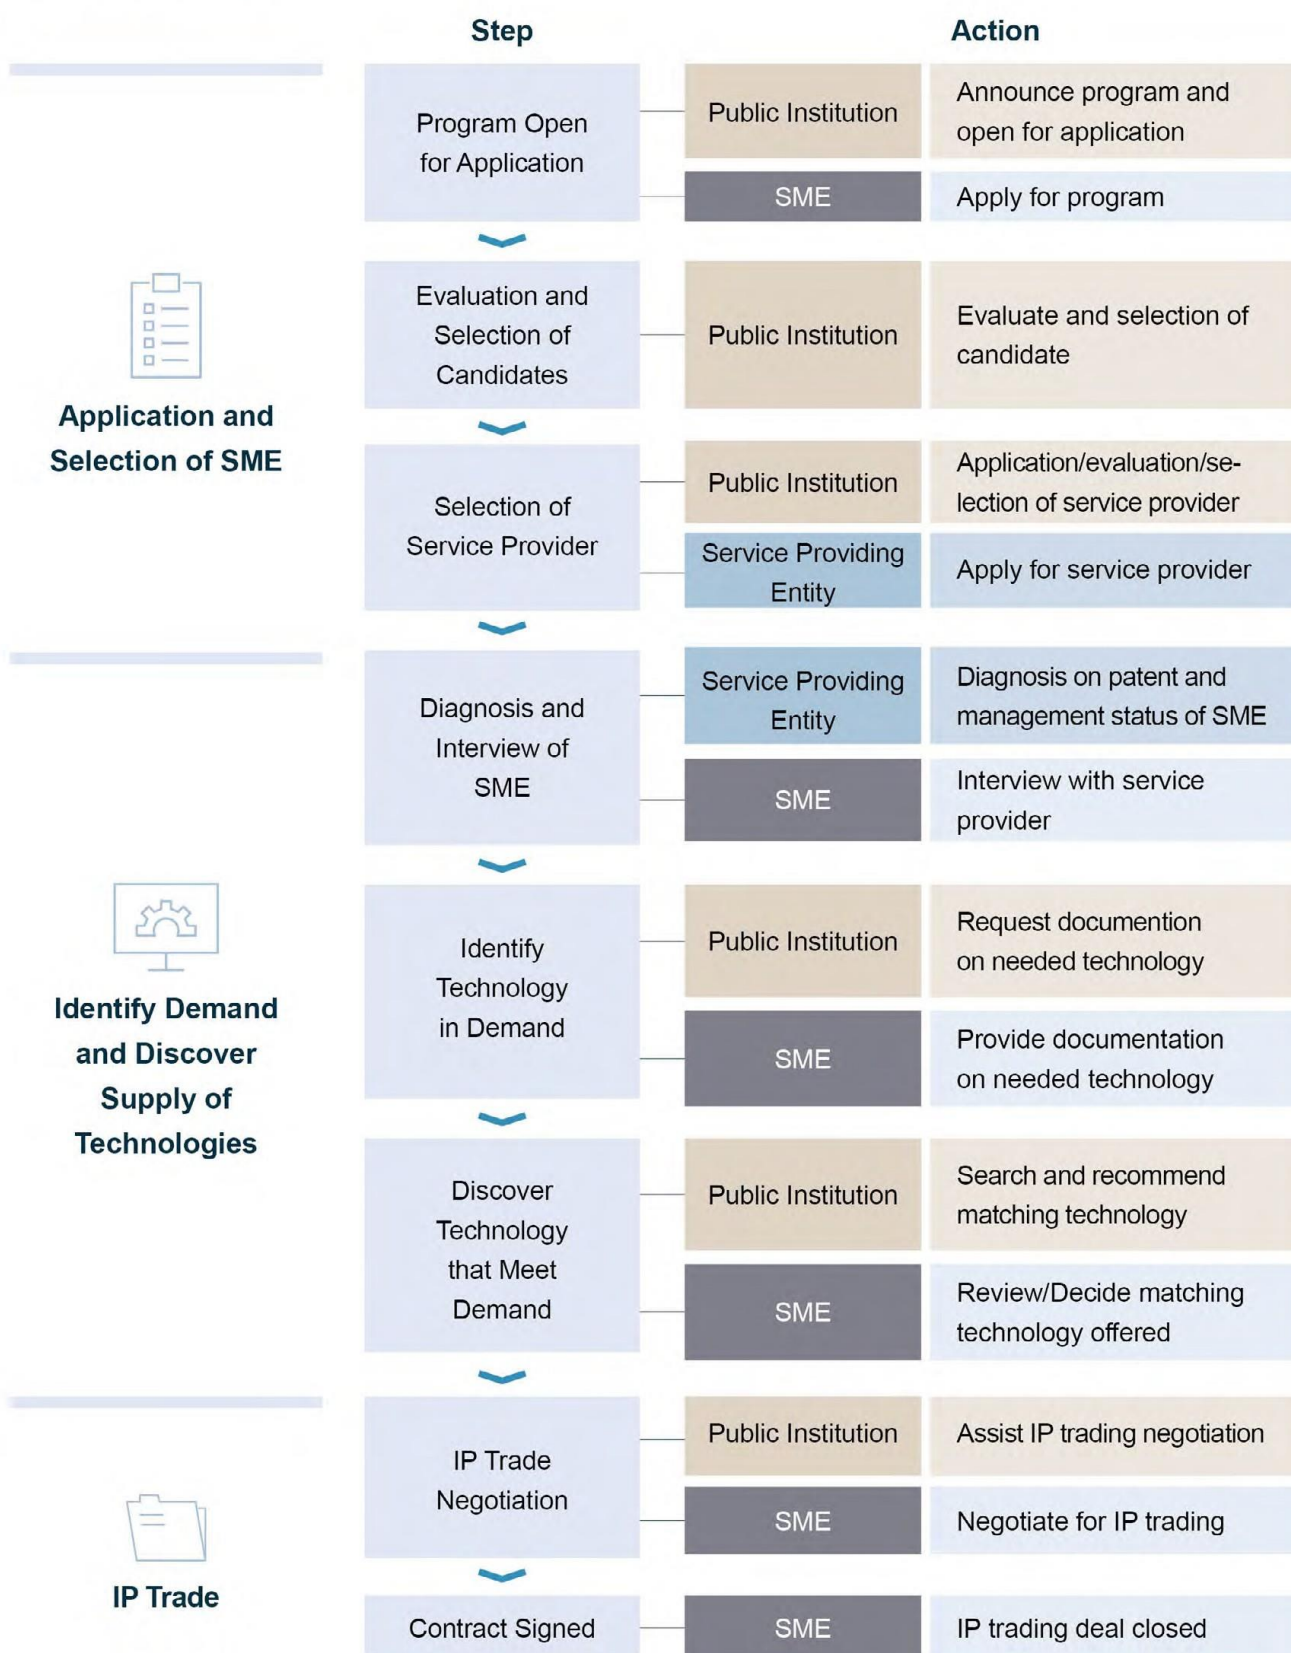 Step
Action
Application and
Selection of SME
Program Open
for Application
Public Institution
Announce program and
open for application
SME
Apply for program
Evaluation and
Selection of
Candidates
Public Institution
Evaluate and selection of
candidate
Selection of
Service Provider
Public Institution
Application/evaluation/se-
lection of service provider
Service Providing
Entity
Apply for service provider
Identify Demand
and Discover
Supply of
Technologies
Diagnosis and
Interview of
SME
Service Providing
Entity
Diagnosis on patent and
management status of SME
SME
Interview with service
provider
Identify
Technology
in Demand
Public Institution
Request documention
on needed technology
SME
Provide documentation
on needed technology
Discover
Technology
that Meet
Demand
Public Institution
Search and recommend
matching technology
SME
Review/Decide matching
technology offered
IP Trade
IP Trade
Negotiation
Public Institution
Assist IP trading negotiation
SME
Negotiate for IP trading
Contract Signed
SME
IP trading deal closed